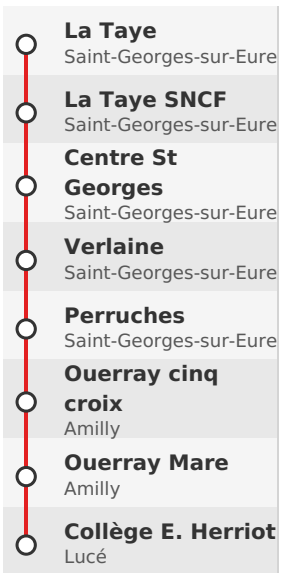 La Taye
Saint-Georges-sur-Eure
La Taye SNCF
Saint-Georges-sur-Eure
Centre St
Georges
Saint-Georges-sur-Eure
Verlaine
Saint-Georges-sur-Eure
Perruches
Saint-Georges-sur-Eure
Ouerray cinq
croix
Amilly
Ouerray Mare
Amilly
Collège E. Herriot
Lucé